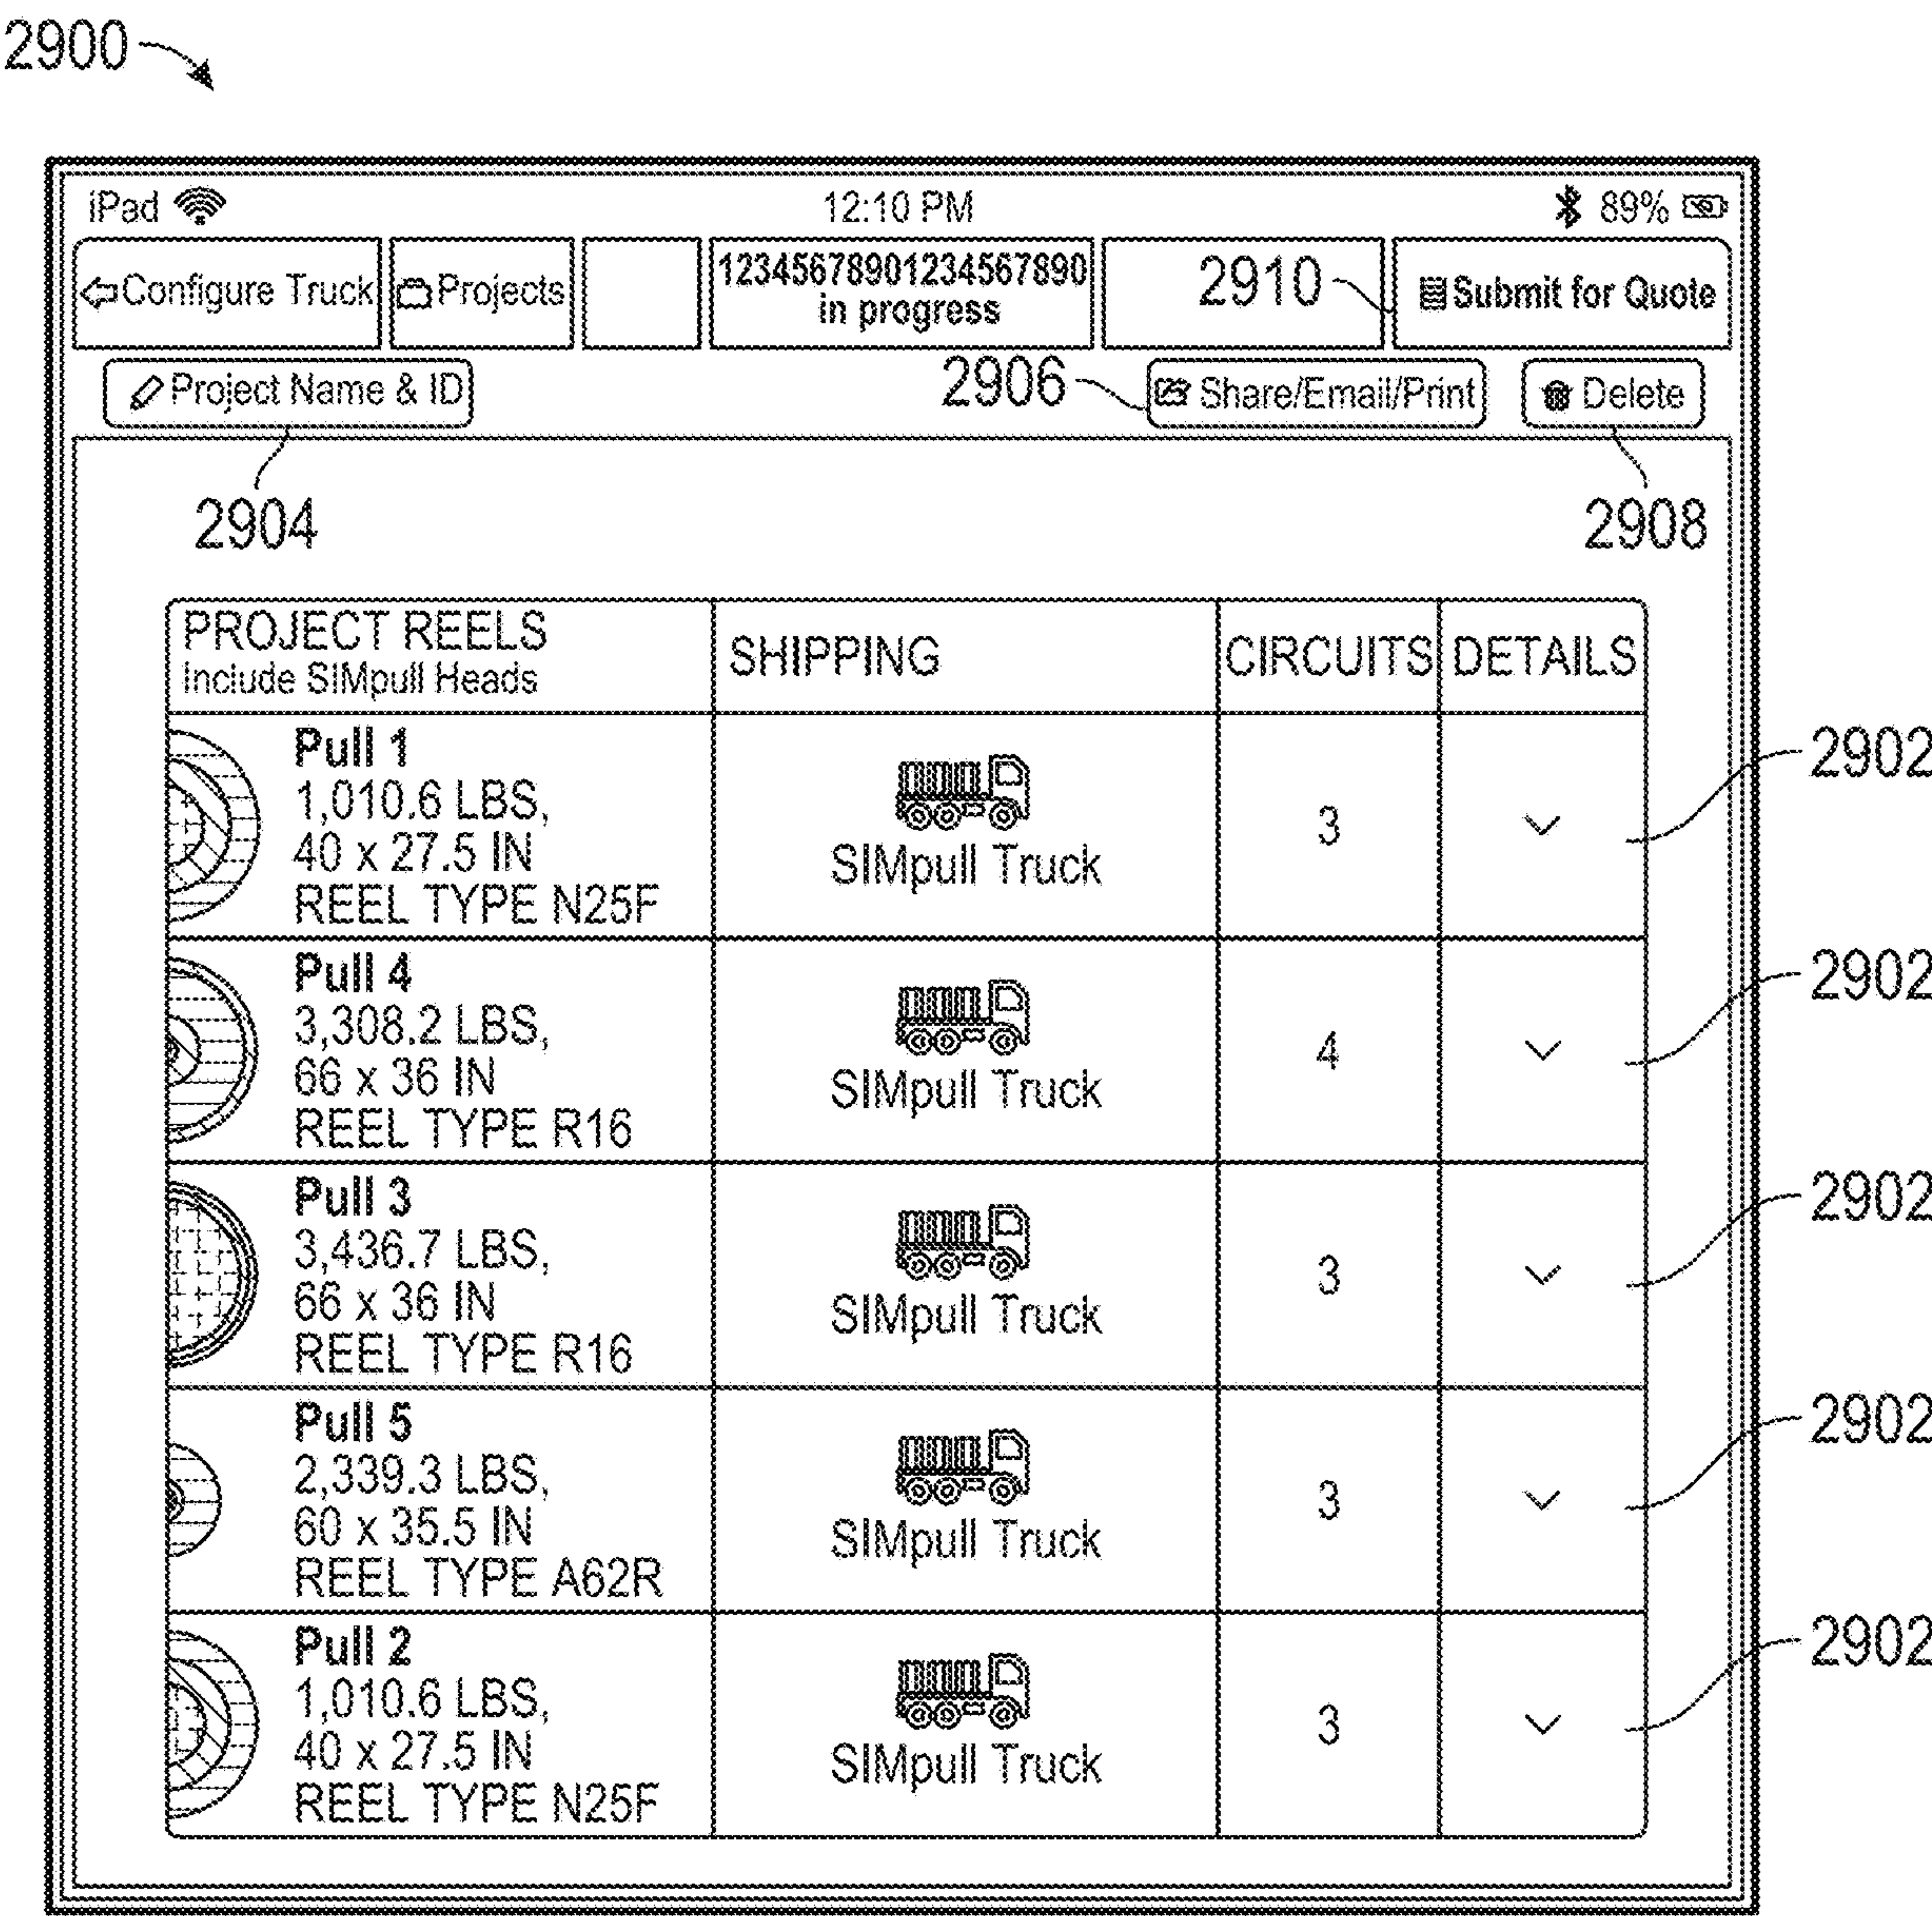 2900
iPad 12:10 PM 89%
Configure Truck Projects 12345678901234567890 2910 Submit for Quote
in progress
Project Name & ID 2906 Share/Email/Print Delete
2904 2908
PROJECT REELS SHIPPING CIRCUITS DETAILS
Include SIMpull Heads
Pull 1
1,010.6 LBS,
40 x 27.5 IN
REEL TYPE N25F
SIMpull Truck
3
2902
Pull 4
3,308.2 LBS,
66 x 36 IN
REEL TYPE R16
SIMpull Truck
4
2902
Pull 3
3,436.7 LBS,
66 x 36 IN
REEL TYPE R16
SIMpull Truck
3
2902
Pull 5
2,339.3 LBS,
60 x 35.5 IN
REEL TYPE A62R
SIMpull Truck
3
2902
Pull 2
1,010.6 LBS,
40 x 27.5 IN
REEL TYPE N25F
SIMpull Truck
3
2902